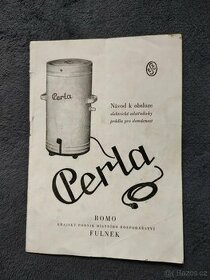 Perla
Návod k obsluze
elektrické odstředivky
prádla pro domácnost
Perla
ROMO
KRAJSKÝ PODNIK MÍSTNÍHO HOSPODÁŘSTVÍ
FULNEK